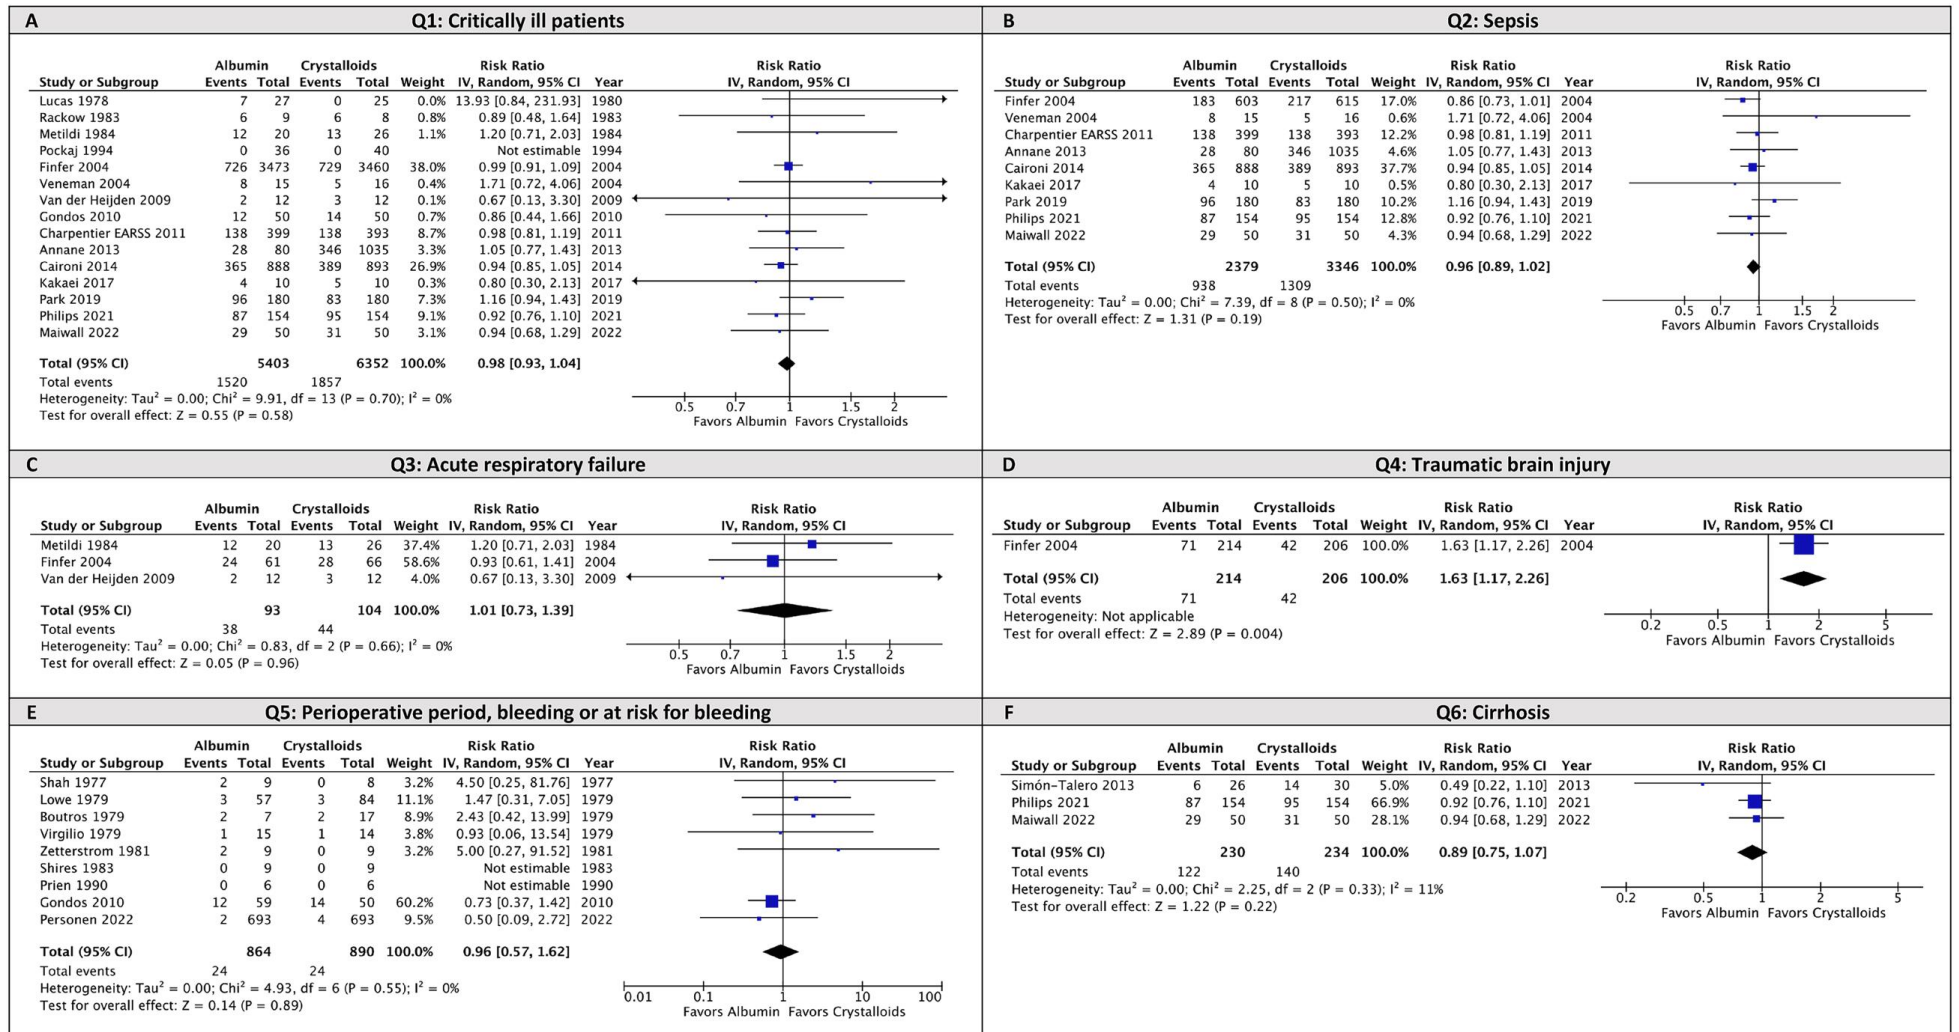 A Q1: Critically ill patients
Albumin Crystalloids Risk Ratio Risk Ratio
Study or Subgroup Events Total Events Total Weight IV, Random, 95% CI Year IV, Random, 95% CI
Lucas 1978 7 27 0 25 0.0% 13.93 [0.84, 231.93] 1980
Rackow 1983 6 9 6 8 0.8% 0.89 [0.48, 1.64] 1983
Metildi 1984 12 20 13 26 1.1% 1.20 [0.71, 2.03] 1984
Pockaj 1994 0 36 0 40 Not estimable 1994
Finfer 2004 726 3473 729 3460 38.0% 0.99 [0.91, 1.09] 2004
Veneman 2004 8 15 5 16 0.4% 1.71 [0.72, 4.06] 2004
Van der Heijden 2009 2 12 3 12 0.1% 0.67 [0.13, 3.30] 2009
Gondos 2010 12 50 14 50 0.7% 0.86 [0.44, 1.66] 2010
Charpentier EARSS 2011 138 399 138 393 8.7% 0.98 [0.81, 1.19] 2011
Annane 2013 28 80 346 1035 3.3% 1.05 [0.77, 1.43] 2013
Caironi 2014 365 888 389 893 26.9% 0.94 [0.85, 1.05] 2014
Kakaei 2017 4 10 5 10 0.3% 0.80 [0.30, 2.13] 2017
Park 2019 96 180 83 180 7.3% 1.16 [0.94, 1.43] 2019
Philips 2021 87 154 95 154 9.1% 0.92 [0.76, 1.10] 2021
Maiwall 2022 29 50 31 50 3.1% 0.94 [0.68, 1.29] 2022
Total (95% CI) 5403 6352 100.0% 0.98 [0.93, 1.04]
Total events 1520 1857
Heterogeneity: Tau² = 0.00; Chi² = 9.91, df = 13 (P = 0.70); I² = 0%
Test for overall effect: Z = 0.55 (P = 0.58)
0.5 0.7 1 1.5 2
Favors Albumin Favors Crystalloids
B Q2: Sepsis
Albumin Crystalloids Risk Ratio Risk Ratio
Study or Subgroup Events Total Events Total Weight IV, Random, 95% CI Year IV, Random, 95% CI
Finfer 2004 183 603 217 615 17.0% 0.86 [0.73, 1.01] 2004
Veneman 2004 8 15 5 16 0.6% 1.71 [0.72, 4.06] 2004
Charpentier EARSS 2011 138 399 138 393 12.2% 0.98 [0.81, 1.19] 2011
Annane 2013 28 80 346 1035 4.6% 1.05 [0.77, 1.43] 2013
Caironi 2014 365 888 389 893 37.7% 0.94 [0.85, 1.05] 2014
Kakaei 2017 4 10 5 10 0.5% 0.80 [0.30, 2.13] 2017
Park 2019 96 180 83 180 10.2% 1.16 [0.94, 1.43] 2019
Philips 2021 87 154 95 154 12.8% 0.92 [0.76, 1.10] 2021
Maiwall 2022 29 50 31 50 4.3% 0.94 [0.68, 1.29] 2022
Total (95% CI) 2379 3346 100.0% 0.96 [0.89, 1.02]
Total events 938 1309
Heterogeneity: Tau² = 0.00; Chi² = 7.39, df = 8 (P = 0.50); I² = 0%
Test for overall effect: Z = 1.31 (P = 0.19)
0.5 0.7 1 1.5 2
Favors Albumin Favors Crystalloids
C Q3: Acute respiratory failure
Albumin Crystalloids Risk Ratio Risk Ratio
Study or Subgroup Events Total Events Total Weight IV, Random, 95% CI Year IV, Random, 95% CI
Metildi 1984 12 20 13 26 37.4% 1.20 [0.71, 2.03] 1984
Finfer 2004 24 61 28 66 58.6% 0.93 [0.61, 1.41] 2004
Van der Heijden 2009 2 12 3 12 4.0% 0.67 [0.13, 3.30] 2009
Total (95% CI) 93 104 100.0% 1.01 [0.73, 1.39]
Total events 38 44
Heterogeneity: Tau² = 0.00; Chi² = 0.83, df = 2 (P = 0.66); I² = 0%
Test for overall effect: Z = 0.05 (P = 0.96)
0.5 0.7 1 1.5 2
Favors Albumin Favors Crystalloids
D Q4: Traumatic brain injury
Albumin Crystalloids Risk Ratio Risk Ratio
Study or Subgroup Events Total Events Total Weight IV, Random, 95% CI Year IV, Random, 95% CI
Finfer 2004 71 214 42 206 100.0% 1.63 [1.17, 2.26] 2004
Total (95% CI) 214 206 100.0% 1.63 [1.17, 2.26]
Total events 71 42
Heterogeneity: Not applicable
Test for overall effect: Z = 2.89 (P = 0.004)
0.2 0.5 1 2 5
Favors Albumin Favors Crystalloids
E Q5: Perioperative period, bleeding or at risk for bleeding
Albumin Crystalloids Risk Ratio Risk Ratio
Study or Subgroup Events Total Events Total Weight IV, Random, 95% CI Year IV, Random, 95% CI
Shah 1977 2 9 0 8 3.2% 4.50 [0.25, 81.76] 1977
Lowe 1979 3 57 3 84 11.1% 1.47 [0.31, 7.05] 1979
Boutros 1979 2 7 2 17 8.9% 2.43 [0.42, 13.99] 1979
Virgilio 1979 1 15 1 14 3.8% 0.93 [0.06, 13.54] 1979
Zetterstrom 1981 2 9 0 9 3.2% 5.00 [0.27, 91.52] 1981
Shires 1983 0 9 0 9 Not estimable 1983
Prien 1990 0 6 0 6 Not estimable 1990
Gondos 2010 12 59 14 50 60.2% 0.73 [0.37, 1.42] 2010
Personen 2022 2 693 4 693 9.5% 0.50 [0.09, 2.72] 2022
Total (95% CI) 864 890 100.0% 0.96 [0.57, 1.62]
Total events 24 24
Heterogeneity: Tau² = 0.00; Chi² = 4.93, df = 6 (P = 0.55); I² = 0%
Test for overall effect: Z = 0.14 (P = 0.89)
0.01 0.1 1 10 100
Favors Albumin Favors Crystalloids
F Q6: Cirrhosis
Albumin Crystalloids Risk Ratio Risk Ratio
Study or Subgroup Events Total Events Total Weight IV, Random, 95% CI Year IV, Random, 95% CI
Simón-Talero 2013 6 26 14 30 5.0% 0.49 [0.22, 1.10] 2013
Philips 2021 87 154 95 154 66.9% 0.92 [0.76, 1.10] 2021
Maiwall 2022 29 50 31 50 28.1% 0.94 [0.68, 1.29] 2022
Total (95% CI) 230 234 100.0% 0.89 [0.75, 1.07]
Total events 122 140
Heterogeneity: Tau² = 0.00; Chi² = 2.25, df = 2 (P = 0.33); I² = 11%
Test for overall effect: Z = 1.22 (P = 0.22)
0.2 0.5 1 2 5
Favors Albumin Favors Crystalloids